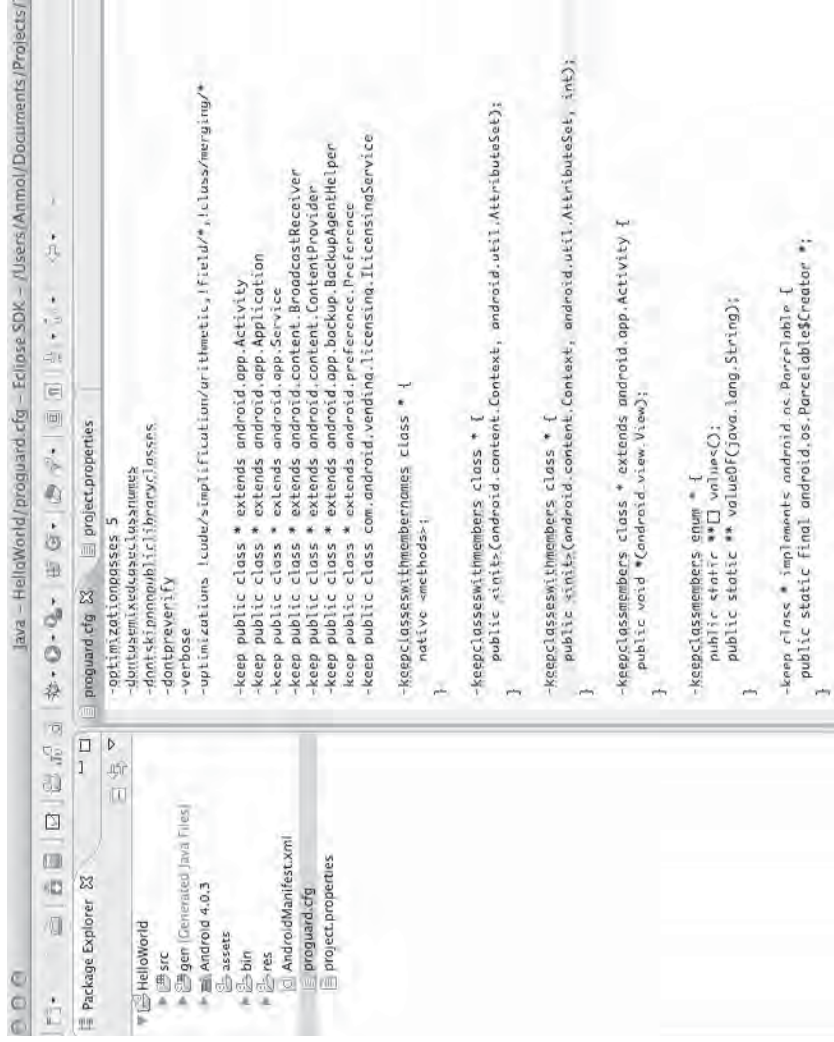 Java – HelloWorld/proguard.cfg – Eclipse SDK – /Users/Anmol/Documents/Projects/
Package Explorer
HelloWorld
src
gen [Generated Java Files]
Android 4.0.3
assets
bin
res
AndroidManifest.xml
proguard.cfg
project.properties
proguard.cfg
project.properties
-optimizationpasses 5
-dontusemixedcaseclassnames
-dontskipnonpubliclibraryclasses
-dontpreverify
-verbose
-optimizations !code/simplification/arithmetic,!field/*,!class/merging/*
-keep public class * extends android.app.Activity
-keep public class * extends android.app.Application
-keep public class * extends android.app.Service
-keep public class * extends android.content.BroadcastReceiver
-keep public class * extends android.content.ContentProvider
-keep public class * extends android.app.backup.BackupAgentHelper
-keep public class * extends android.preference.Preference
-keep public class com.android.vending.licensing.ILicensingService
-keepclasseswithmembernames class * {
native <methods>;
}
-keepclasseswithmembers class * {
public <init>(android.content.Context, android.util.AttributeSet);
}
-keepclasseswithmembers class * {
public <init>(android.content.Context, android.util.AttributeSet, int);
}
-keepclassmembers class * extends android.app.Activity {
public void *(android.view.View);
}
-keepclassmembers enum * {
public static **[] values();
public static ** valueOf(java.lang.String);
}
-keep class * implements android.os.Parcelable {
public static final android.os.Parcelable$Creator *;
}